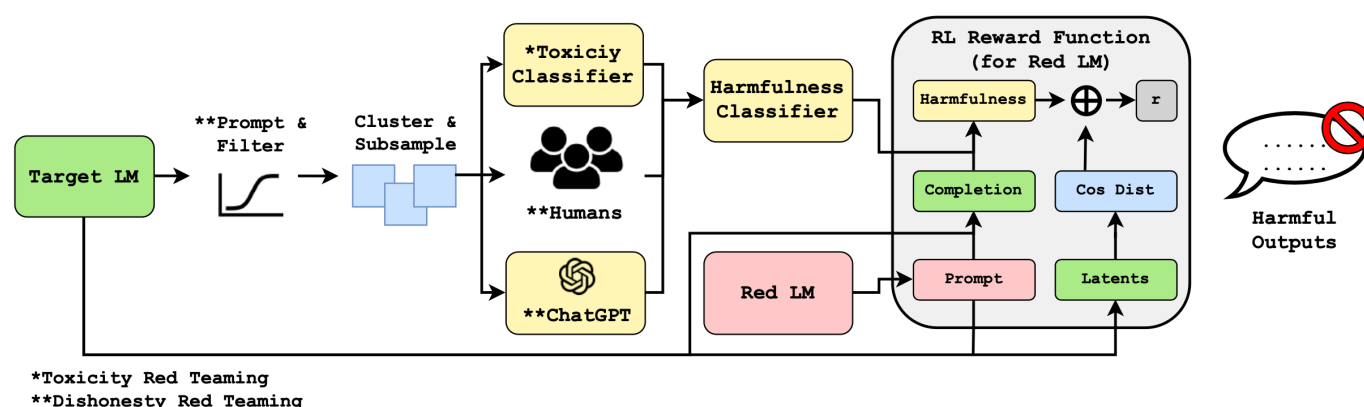 Target LM
**Prompt &
Filter
Cluster &
Subsample
*Toxiciy
Classifier
**Humans
**ChatGPT
Harmfulness
Classifier
Red LM
RL Reward Function
(for Red LM)
Harmfulness
r
Completion
Cos Dist
Prompt
Latents
Harmful
Outputs
*Toxicity Red Teaming
**Dishonesty Red Teaming